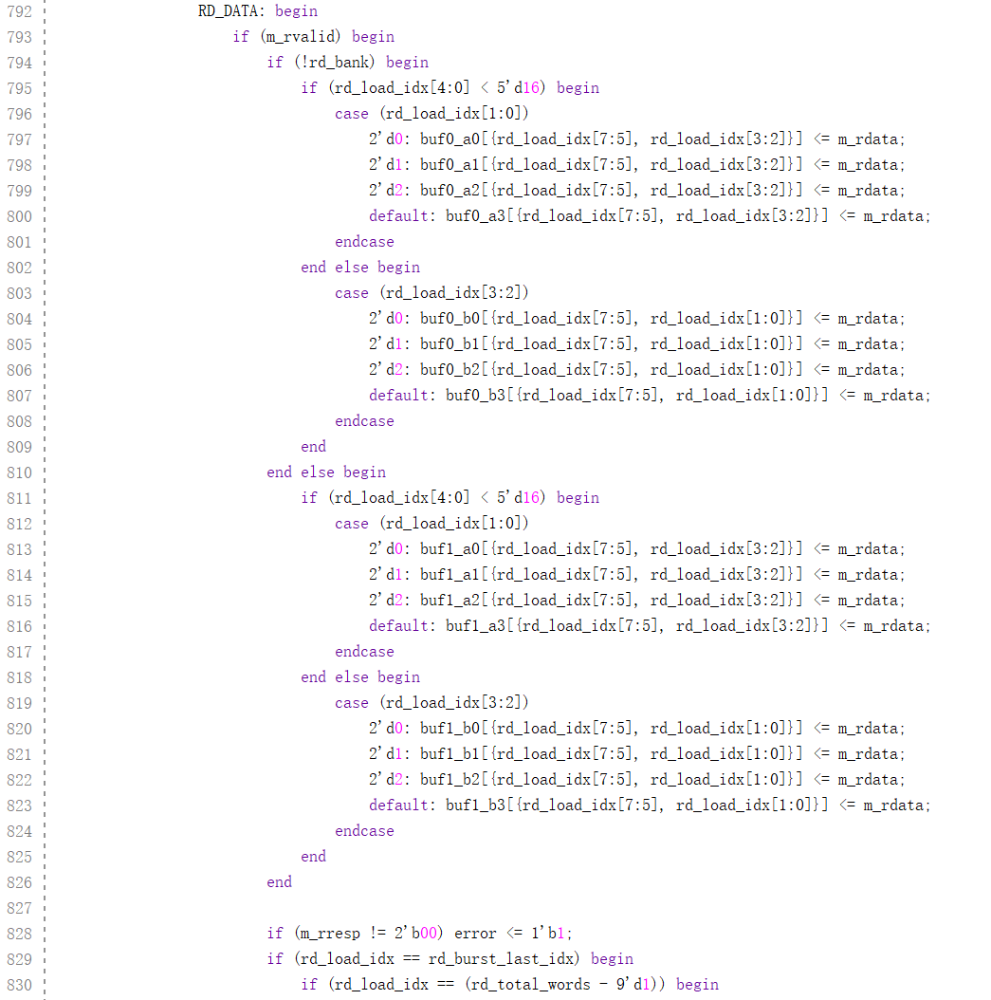 792 RD_DATA: begin
793 if (m_rvalid) begin
794 if (!rd_bank) begin
795 if (rd_load_idx[4:0] < 5'd16) begin
796 case (rd_load_idx[1:0])
797 2'd0: buf0_a0[{rd_load_idx[7:5], rd_load_idx[3:2]}] <= m_rdata;
798 2'd1: buf0_a1[{rd_load_idx[7:5], rd_load_idx[3:2]}] <= m_rdata;
799 2'd2: buf0_a2[{rd_load_idx[7:5], rd_load_idx[3:2]}] <= m_rdata;
800 default: buf0_a3[{rd_load_idx[7:5], rd_load_idx[3:2]}] <= m_rdata;
801 endcase
802 end else begin
803 case (rd_load_idx[3:2])
804 2'd0: buf0_b0[{rd_load_idx[7:5], rd_load_idx[1:0]}] <= m_rdata;
805 2'd1: buf0_b1[{rd_load_idx[7:5], rd_load_idx[1:0]}] <= m_rdata;
806 2'd2: buf0_b2[{rd_load_idx[7:5], rd_load_idx[1:0]}] <= m_rdata;
807 default: buf0_b3[{rd_load_idx[7:5], rd_load_idx[1:0]}] <= m_rdata;
808 endcase
809 end
810 end else begin
811 if (rd_load_idx[4:0] < 5'd16) begin
812 case (rd_load_idx[1:0])
813 2'd0: buf1_a0[{rd_load_idx[7:5], rd_load_idx[3:2]}] <= m_rdata;
814 2'd1: buf1_a1[{rd_load_idx[7:5], rd_load_idx[3:2]}] <= m_rdata;
815 2'd2: buf1_a2[{rd_load_idx[7:5], rd_load_idx[3:2]}] <= m_rdata;
816 default: buf1_a3[{rd_load_idx[7:5], rd_load_idx[3:2]}] <= m_rdata;
817 endcase
818 end else begin
819 case (rd_load_idx[3:2])
820 2'd0: buf1_b0[{rd_load_idx[7:5], rd_load_idx[1:0]}] <= m_rdata;
821 2'd1: buf1_b1[{rd_load_idx[7:5], rd_load_idx[1:0]}] <= m_rdata;
822 2'd2: buf1_b2[{rd_load_idx[7:5], rd_load_idx[1:0]}] <= m_rdata;
823 default: buf1_b3[{rd_load_idx[7:5], rd_load_idx[1:0]}] <= m_rdata;
824 endcase
825 end
826 end
827
828 if (m_rresp != 2'b00) error <= 1'b1;
829 if (rd_load_idx == rd_burst_last_idx) begin
830 if (rd_load_idx == (rd_total_words - 9'd1)) begin